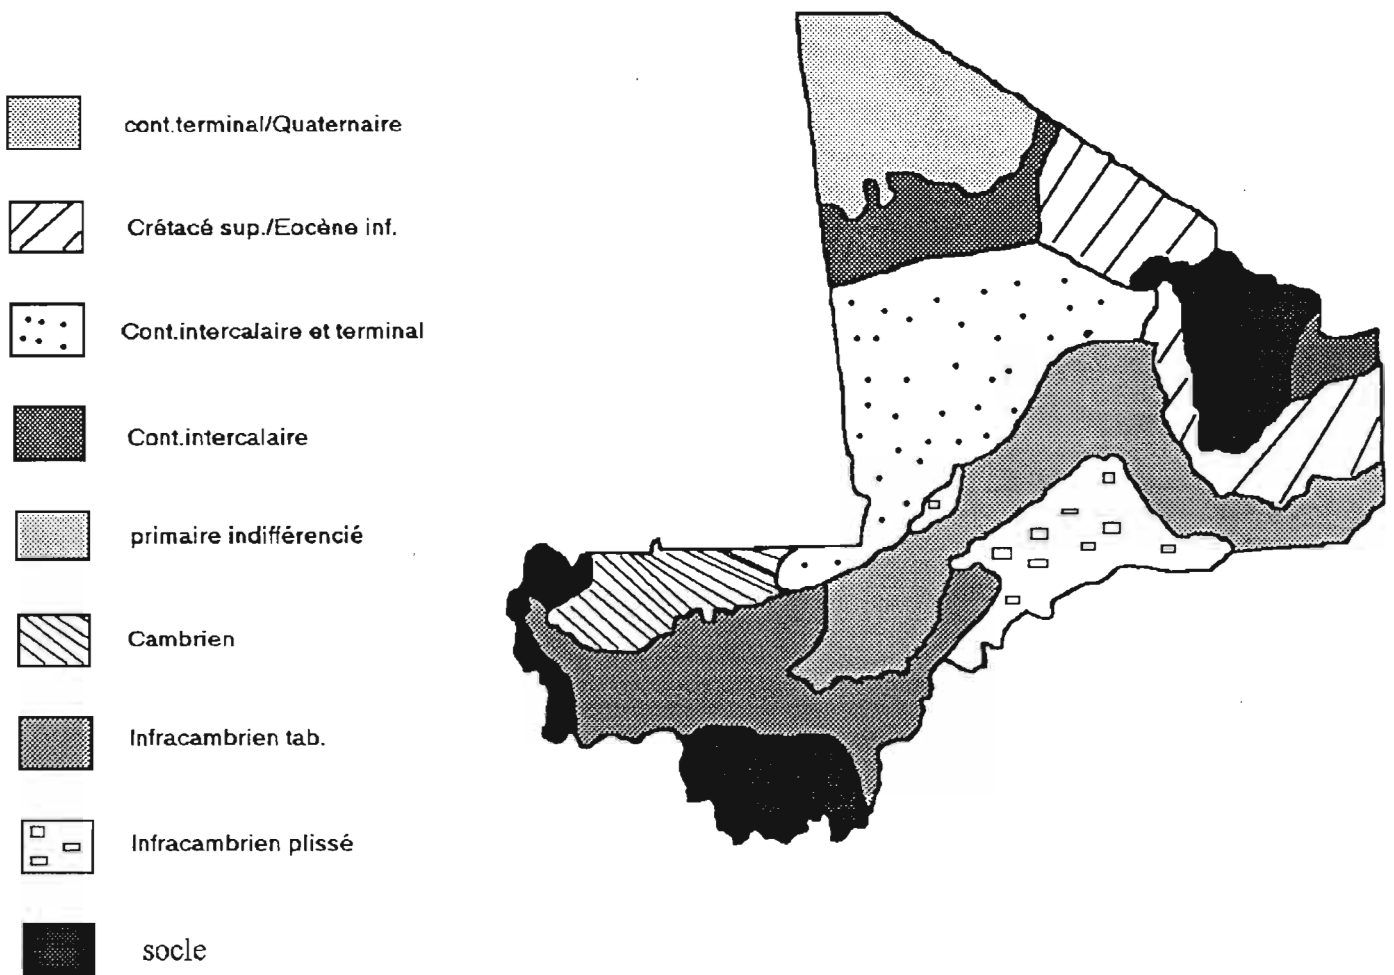 cont.terminal/Quaternaire
Crétacé sup./Eocène inf.
Cont.intercalaire et terminal
Cont.intercalaire
primaire indifférencié
Cambrien
Infracambrien tab.
Infracambrien plissé
socle